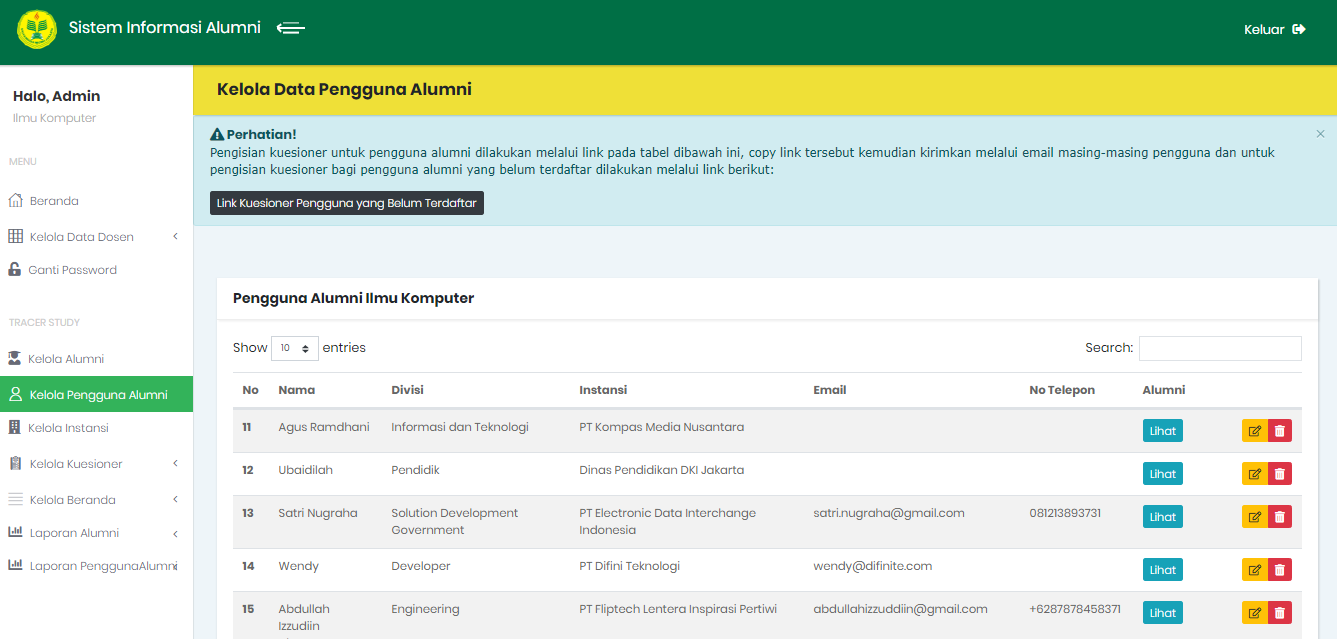 Sistem Informasi Alumni
Keluar
Halo, Admin
Ilmu Komputer
MENU
Beranda
Kelola Data Dosen
Ganti Password
TRACER STUDY
Kelola Alumni
Kelola Pengguna Alumni
Kelola Instansi
Kelola Kuesioner
Kelola Beranda
Laporan Alumni
Laporan PenggunaAlumni
Kelola Data Pengguna Alumni
Perhatian!
×
Pengisian kuesioner untuk pengguna alumni dilakukan melalui link pada tabel dibawah ini, copy link tersebut kemudian kirimkan melalui email masing-masing pengguna dan untuk
pengisian kuesioner bagi pengguna alumni yang belum terdaftar dilakukan melalui link berikut:
Link Kuesioner Pengguna yang Belum Terdaftar
Pengguna Alumni Ilmu Komputer
Show 10 entries
Search:
No Nama Divisi Instansi Email No Telepon Alumni
11 Agus Ramdhani Informasi dan Teknologi PT Kompas Media Nusantara Lihat
12 Ubaidilah Pendidik Dinas Pendidikan DKI Jakarta Lihat
13 Satri Nugraha Solution Development PT Electronic Data Interchange satri.nugraha@gmail.com 081213893731 Lihat
Government Indonesia
14 Wendy Developer PT Difini Teknologi wendy@difinite.com Lihat
15 Abdullah Engineering PT Fliptech Lentera Inspirasi Pertiwi abdullahizzuddiin@gmail.com +6287878458371 Lihat
Izzudiin